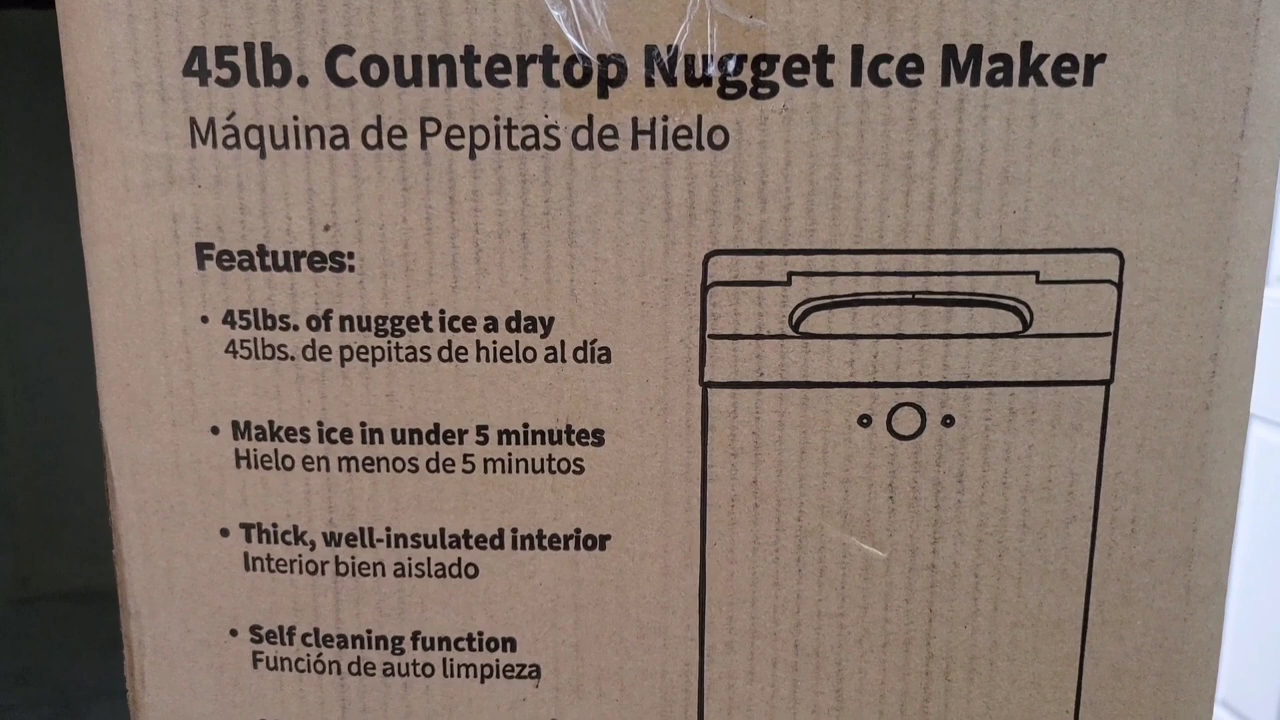 45lb. Countertop Nugget Ice Maker
Máquina de Pepitas de Hielo
Features:
• 45lbs. of nugget ice a day
45lbs. de pepitas de hielo al día
• Makes ice in under 5 minutes
Hielo en menos de 5 minutos
• Thick, well-insulated interior
Interior bien aislado
• Self cleaning function
Función de auto limpieza